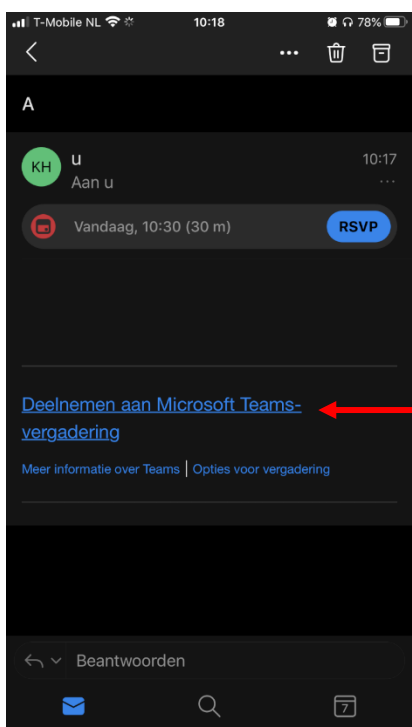 T-Mobile NL 10:18 78%
A
KH u 10:17
Aan u
Vandaag, 10:30 (30 m) RSVP
Deelnemen aan Microsoft Teams-
vergadering
Meer informatie over Teams | Opties voor vergadering
Beantwoorden
7